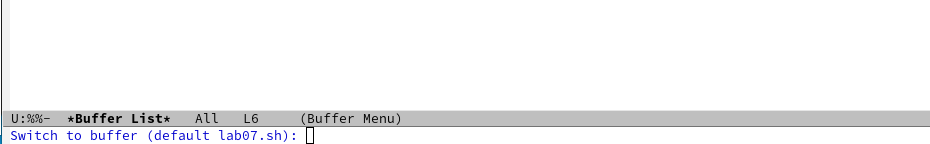 U:%%-  *Buffer List*   All   L6     (Buffer Menu)
Switch to buffer (default lab07.sh):